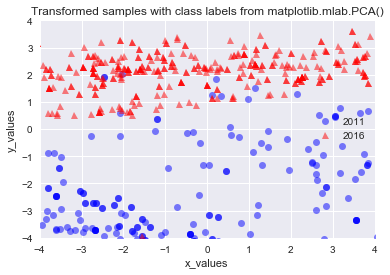 Transformed samples with class labels from matplotlib.mlab.PCA()
4
3
2
1
0
−1
−2
−3
−4
y_values
2011
2016
−4 −3 −2 −1 0 1 2 3 4
x_values